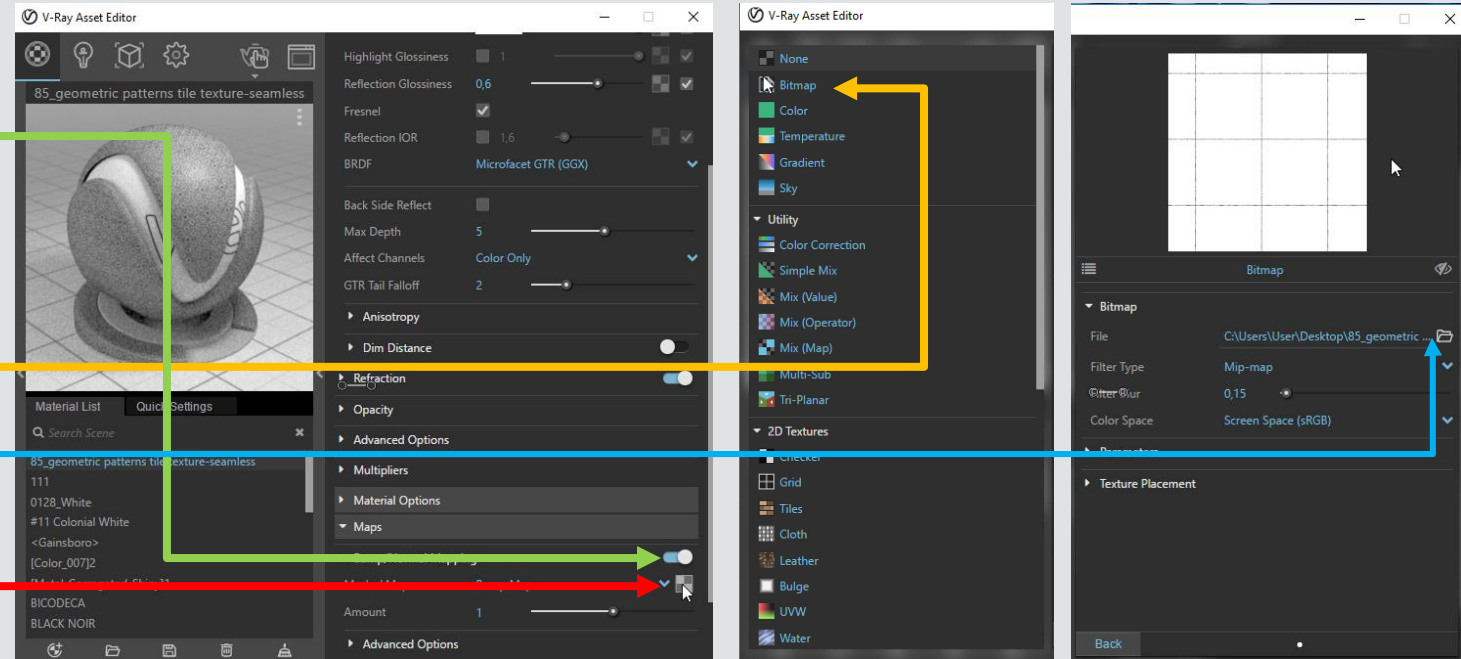 V-Ray Asset Editor
85_geometric patterns tile texture-seamless
Material List Quick Settings
Search Scene
85_geometric patterns tile texture-seamless
111
0128_White
#11 Colonial White
<Gainsboro>
[Color_007]2
BICODECA
BLACK NOIR
Highlight Glossiness 1
Reflection Glossiness 0,6
Fresnel
Reflection IOR 1,6
BRDF Microfacet GTR (GGX)
Back Side Reflect
Max Depth 5
Affect Channels Color Only
GTR Tail Falloff 2
Anisotropy
Dim Distance
Refraction
Opacity
Advanced Options
Multipliers
Material Options
Maps
Amount 1
Advanced Options
V-Ray Asset Editor
None
Bitmap
Color
Temperature
Gradient
Sky
Utility
Color Correction
Simple Mix
Mix (Value)
Mix (Operator)
Mix (Map)
Multi-Sub
Tri-Planar
2D Textures
Checker
Grid
Tiles
Cloth
Leather
Bulge
UVW
Water
Bitmap
Bitmap
File C:\Users\User\Desktop\85_geometric ...
Filter Type Mip-map
Filter Blur 0,15
Color Space Screen Space (sRGB)
Parameters
Texture Placement
Back